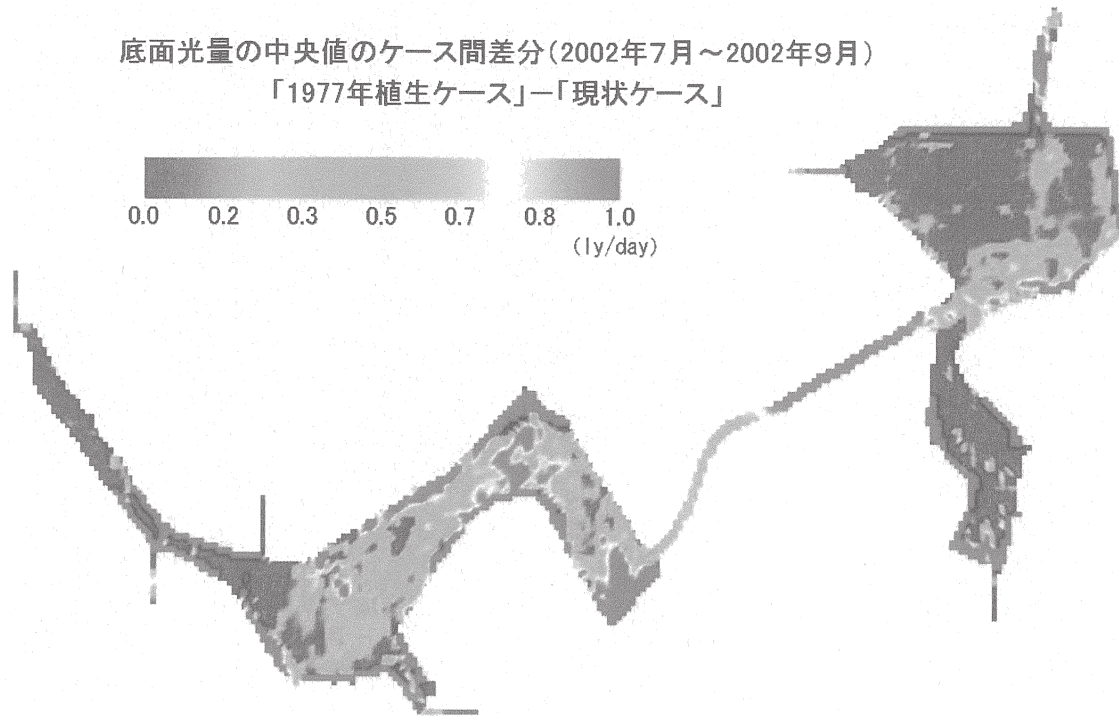 底面光量の中央値のケース間差分(2002年7月～2002年9月)
「1977年植生ケース」－「現状ケース」
0.0 0.2 0.3 0.5 0.7 0.8 1.0
(ly/day)